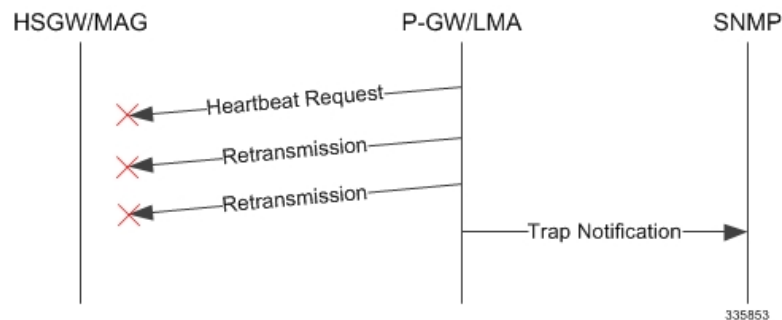 HSGW/MAG P-GW/LMA SNMP
Heartbeat Request
Retransmission
Retransmission
Trap Notification
335853